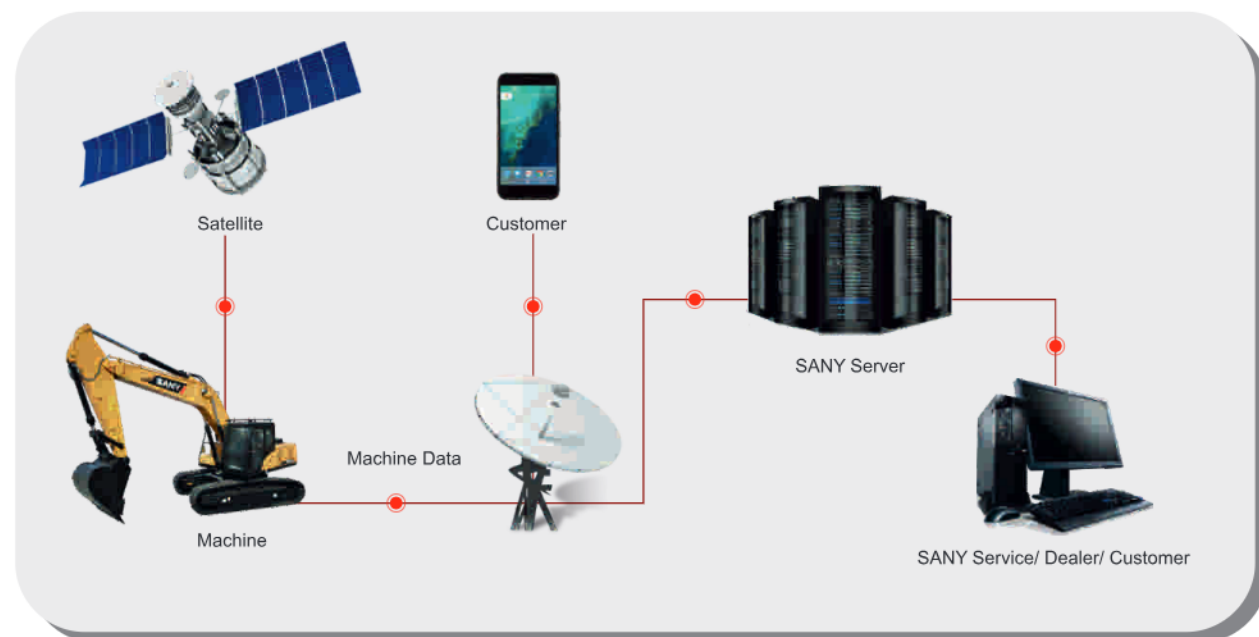 Satellite
Customer
SANY Server
SANY
Machine Data
Machine
SANY Service/ Dealer/ Customer